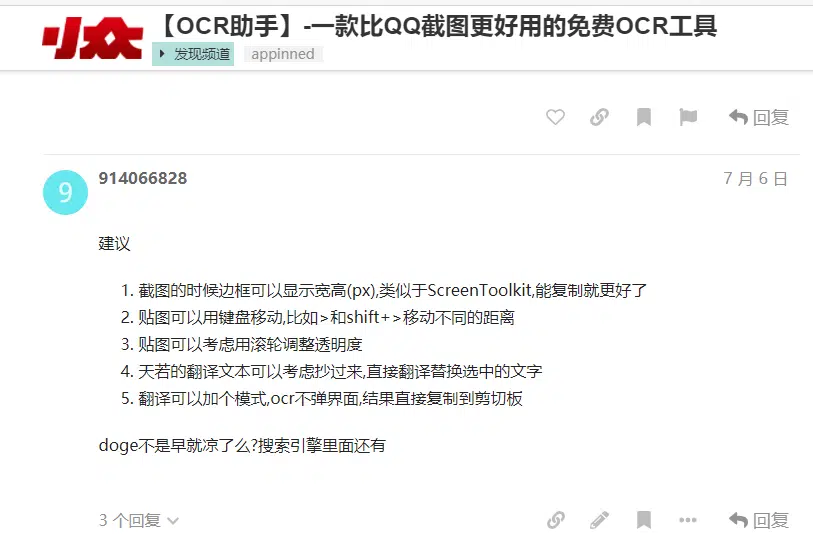 小众
【OCR助手】-一款比QQ截图更好用的免费OCR工具
发现频道 appinned
回复
9
914066828
7 月 6 日
建议
1. 截图的时候边框可以显示宽高(px),类似于ScreenToolkit,能复制就更好了
2. 贴图可以用键盘移动,比如>和shift+>移动不同的距离
3. 贴图可以考虑用滚轮调整透明度
4. 天若的翻译文本可以考虑抄过来,直接翻译替换选中的文字
5. 翻译可以加个模式,ocr不弹界面,结果直接复制到剪切板
doge不是早就凉了么?搜索引擎里面还有
3 个回复
回复